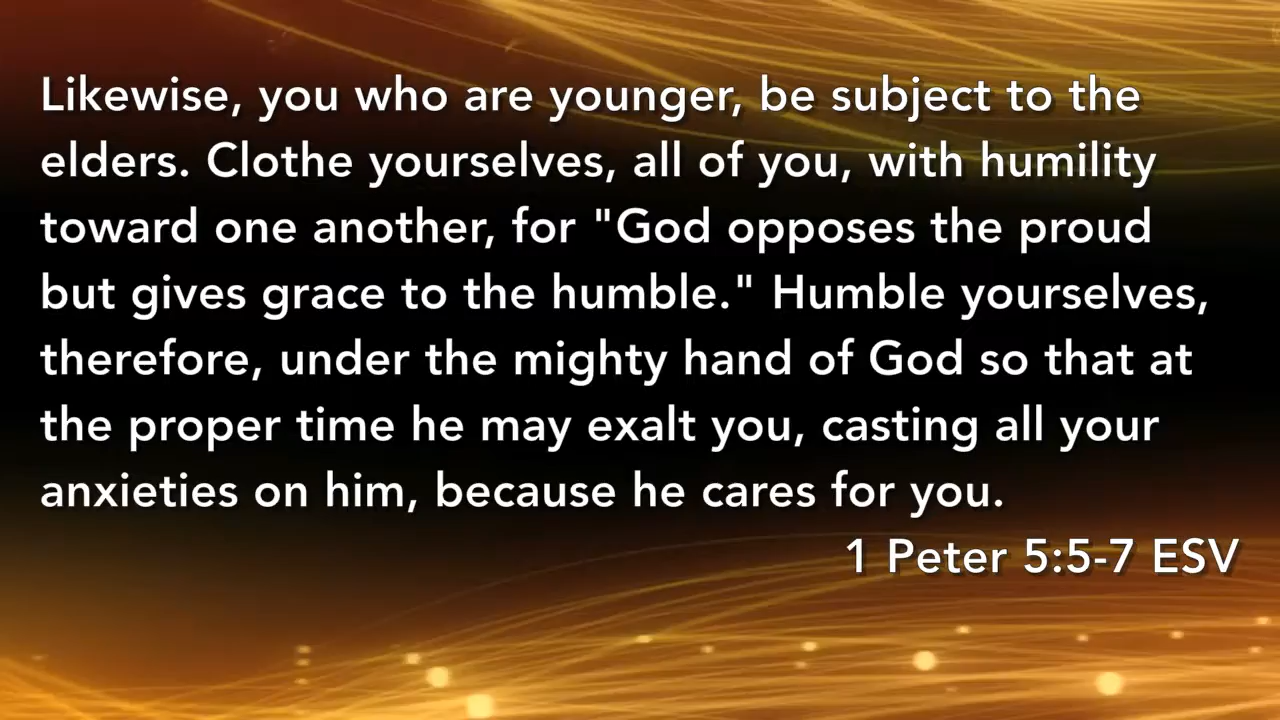 Likewise, you who are younger, be subject to the
elders. Clothe yourselves, all of you, with humility
toward one another, for "God opposes the proud
but gives grace to the humble." Humble yourselves,
therefore, under the mighty hand of God so that at
the proper time he may exalt you, casting all your
anxieties on him, because he cares for you.
1 Peter 5:5-7 ESV